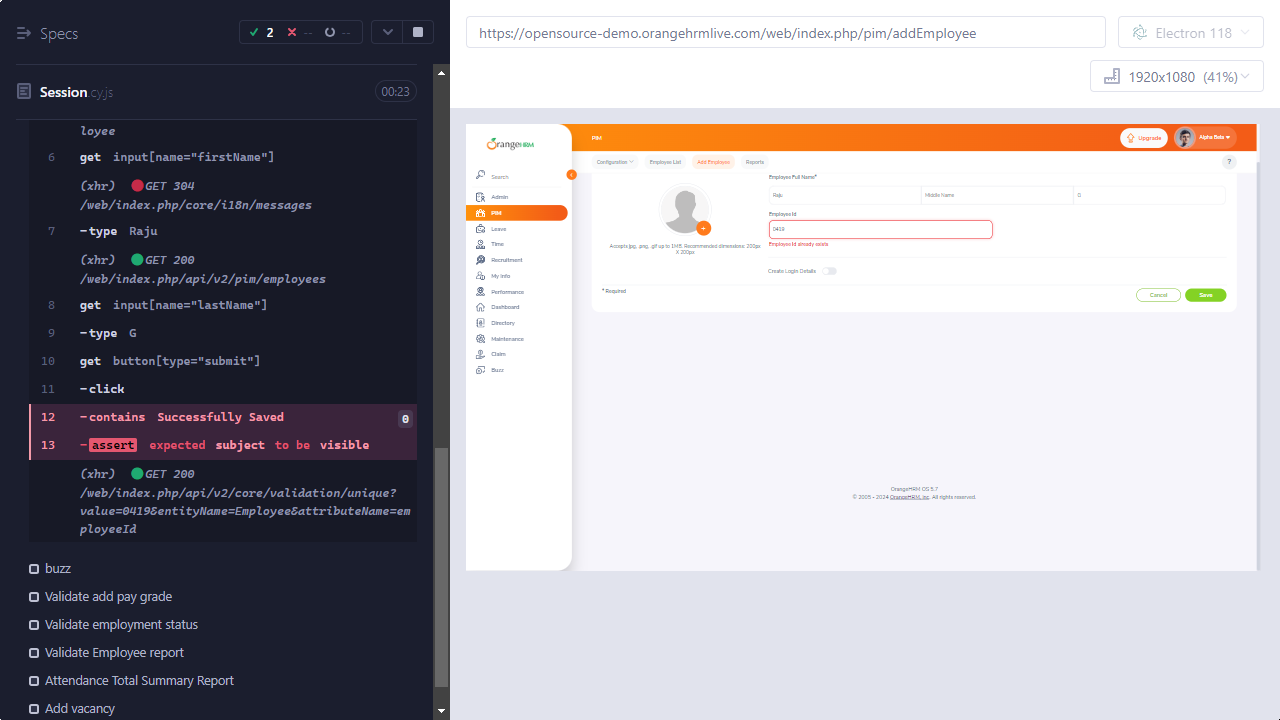 Specs
2
--
--
Session.cy.js
00:23
loyee
6 get input[name="firstName"]
(xhr) GET 304
/web/index.php/core/i18n/messages
7 -type Raju
(xhr) GET 200
/web/index.php/api/v2/pim/employees
8 get input[name="lastName"]
9 -type G
10 get button[type="submit"]
11 -click
12 -contains Successfully Saved 0
13 -assert expected subject to be visible
(xhr) GET 200
/web/index.php/api/v2/core/validation/unique?
value=0419&entityName=Employee&attributeName=em
ployeeId
buzz
Validate add pay grade
Validate employment status
Validate Employee report
Attendance Total Summary Report
Add vacancy
https://opensource-demo.orangehrmlive.com/web/index.php/pim/addEmployee
Electron 118
1920x1080 (41%)
OrangeHRM
PIM
Upgrade
Alpha Beta
Configuration
Employee List
Add Employee
Reports
?
Search
Admin
PIM
Leave
Time
Recruitment
My Info
Performance
Dashboard
Directory
Maintenance
Claim
Buzz
Employee Full Name*
Raju
Middle Name
G
Employee Id
0419
Employee Id already exists
Accepts jpg, .png, .gif up to 1MB. Recommended dimensions: 200px
X 200px
Create Login Details
* Required
Cancel
Save
OrangeHRM OS 5.7
© 2005 - 2024 OrangeHRM, Inc. All rights reserved.